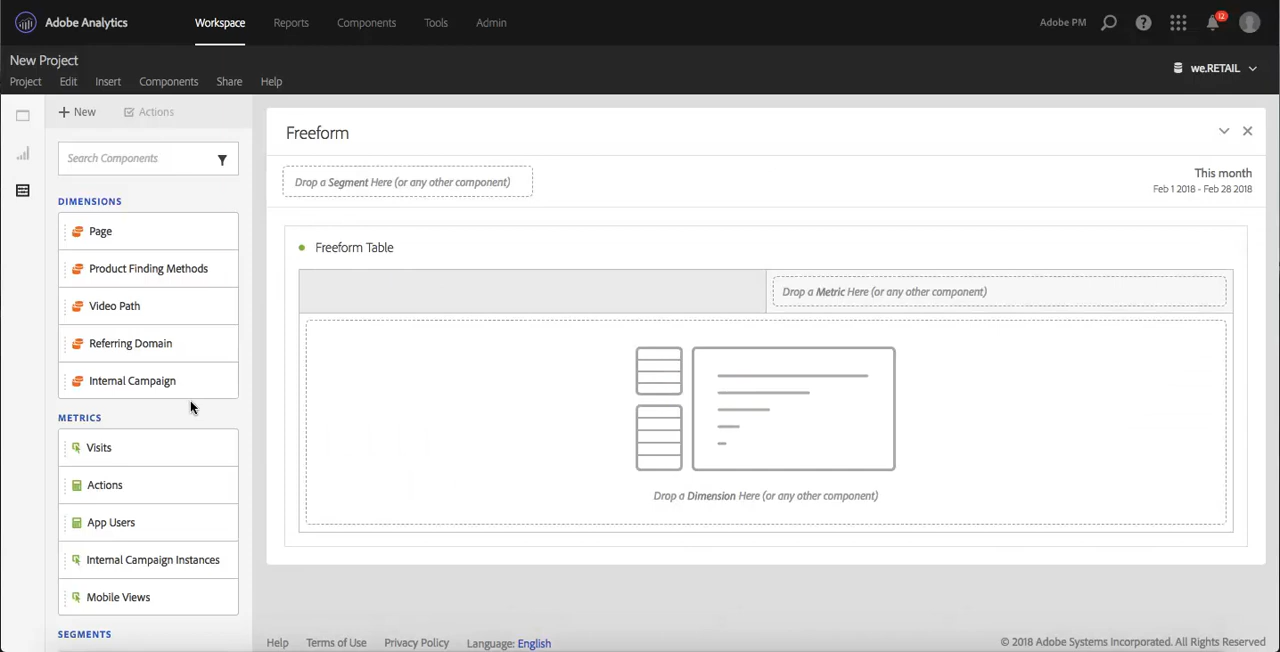 Adobe Analytics
Workspace
Reports
Components
Tools
Admin
Adobe PM
12
New Project
Project
Edit
Insert
Components
Share
Help
we.RETAIL
New
Actions
Search Components
DIMENSIONS
Page
Product Finding Methods
Video Path
Referring Domain
Internal Campaign
METRICS
Visits
Actions
App Users
Internal Campaign Instances
Mobile Views
SEGMENTS
Freeform
Drop a Segment Here (or any other component)
This month
Feb 1 2018 - Feb 28 2018
Freeform Table
Drop a Metric Here (or any other component)
Drop a Dimension Here (or any other component)
Help
Terms of Use
Privacy Policy
Language: English
© 2018 Adobe Systems Incorporated. All Rights Reserved